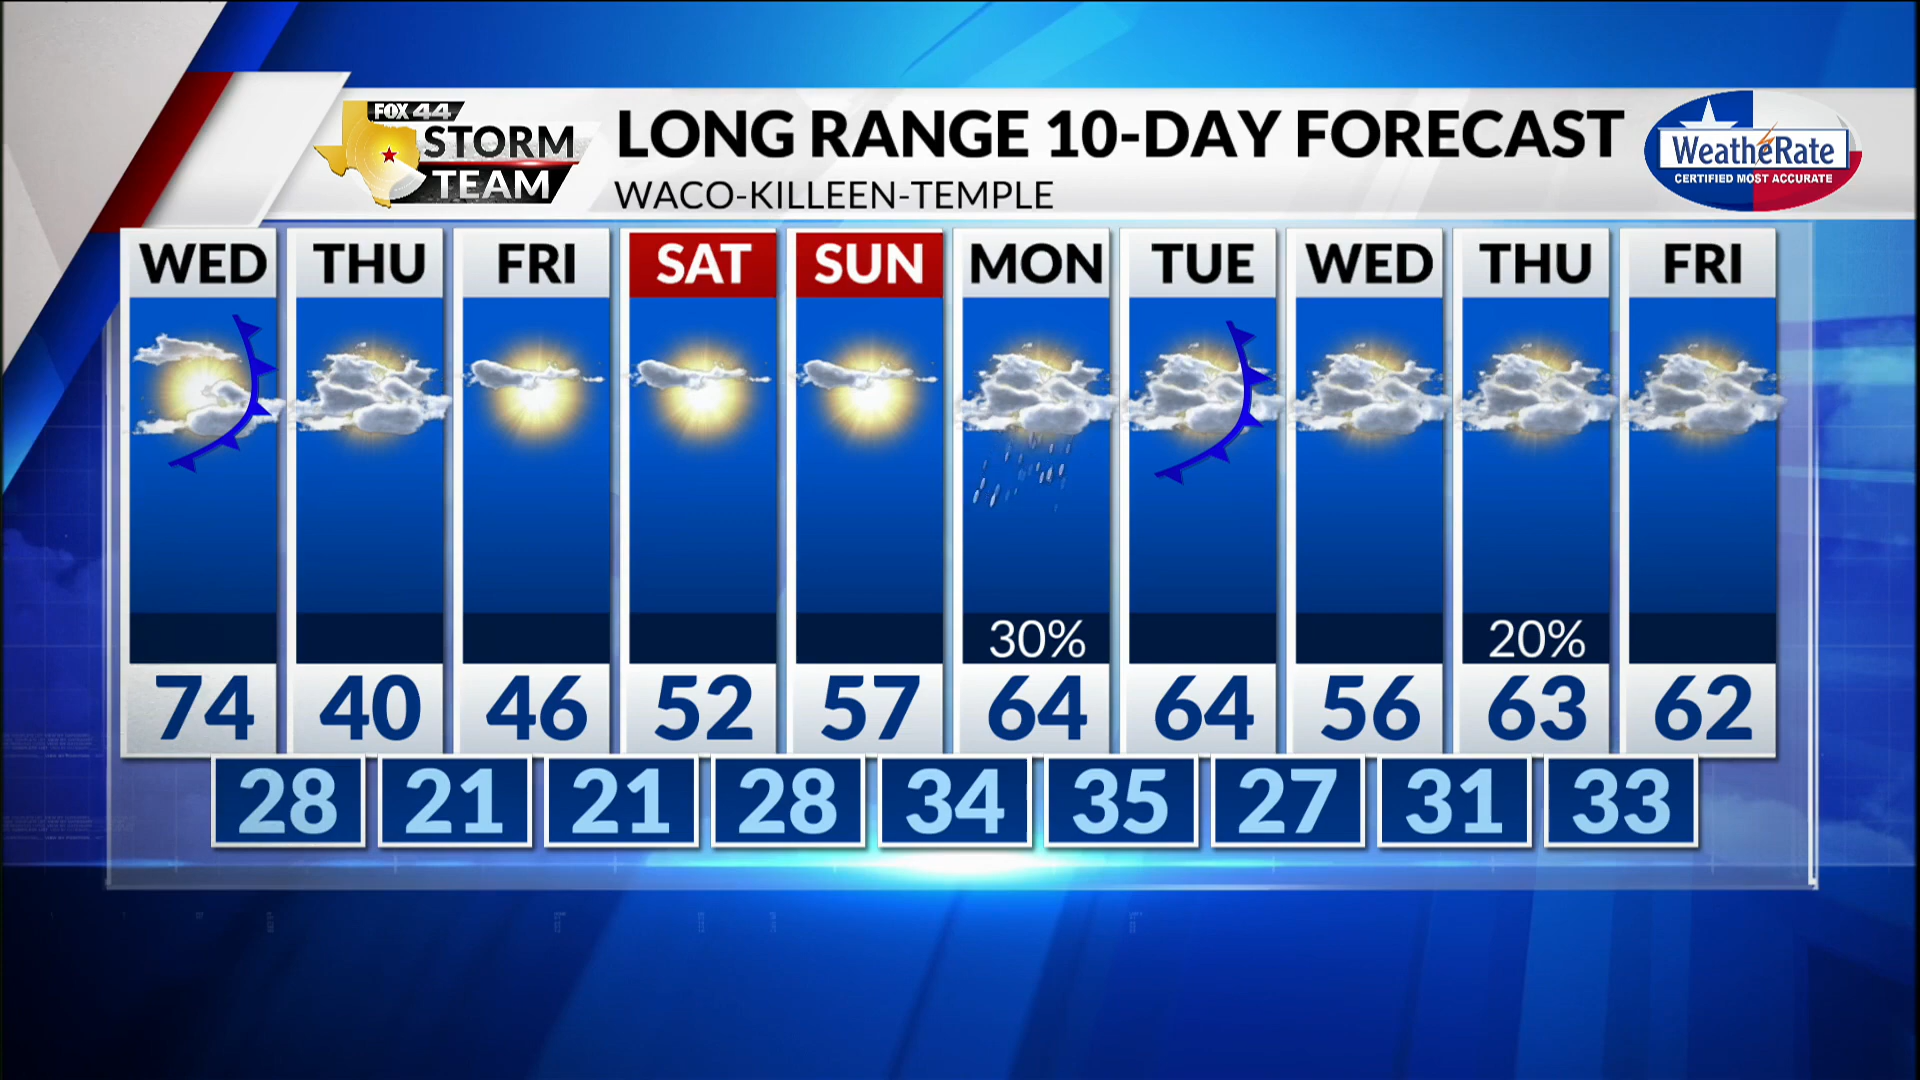 FOX 44
STORM
TEAM
LONG RANGE 10-DAY FORECAST
WACO-KILLEEN-TEMPLE
WeatheRate
CERTIFIED MOST ACCURATE
WED THU FRI SAT SUN MON TUE WED THU FRI
30% 20%
74 40 46 52 57 64 64 56 63 62
28 21 21 28 34 35 27 31 33